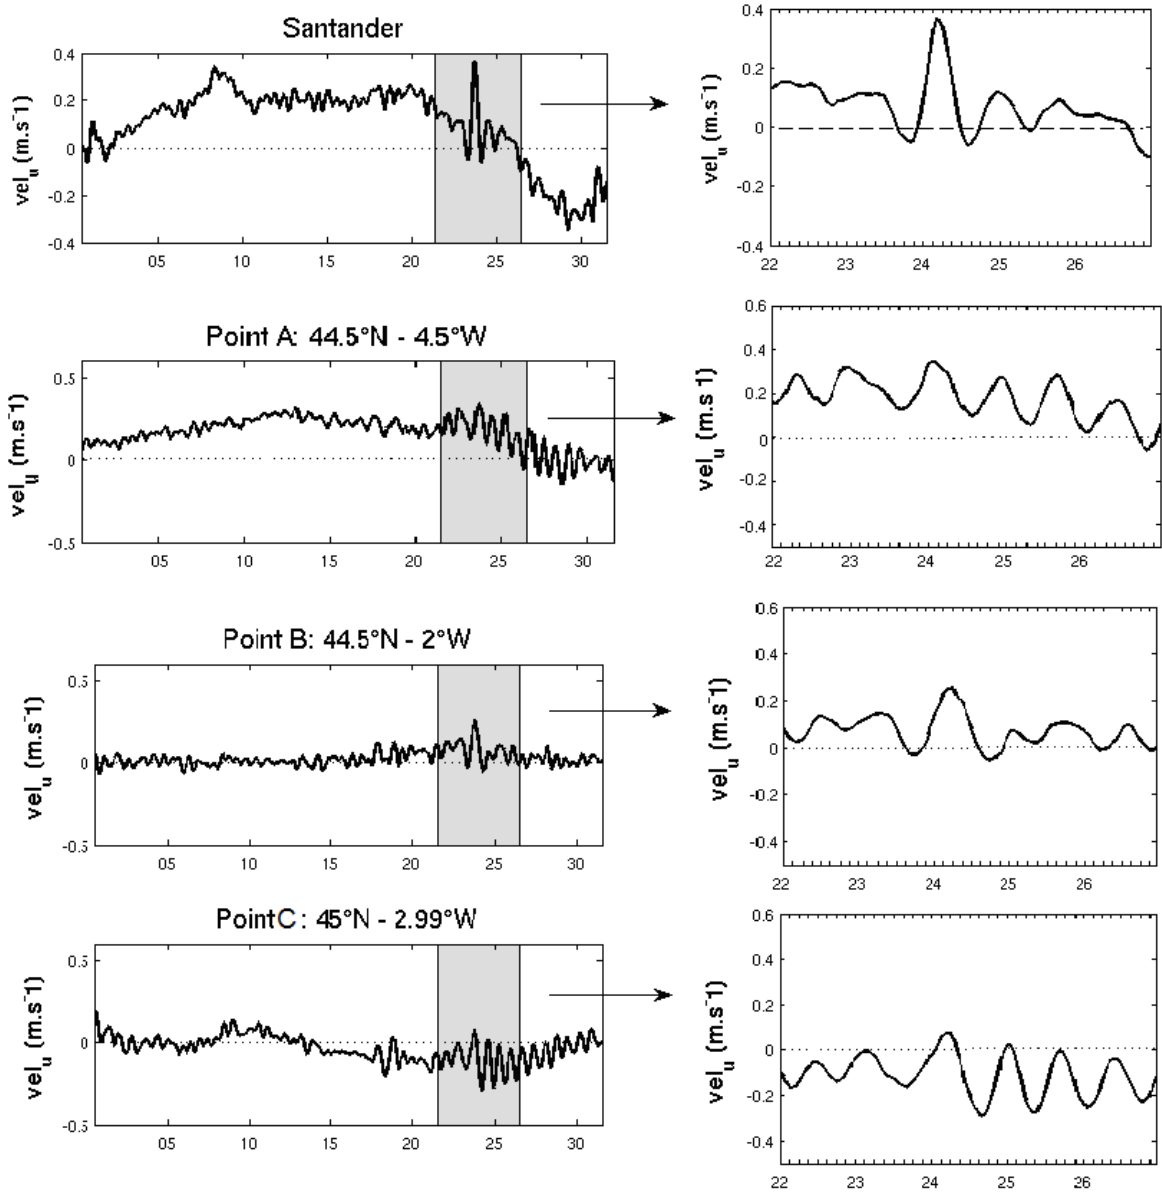 Santander
vel_u (m.s⁻1)
0.4
0.2
0
-0.2
-0.4
05 10 15 20 25 30
vel_u (m.s⁻1)
0.4
0.2
0
-0.2
-0.4
22 23 24 25 26
Point A: 44.5°N - 4.5°W
vel_u (m.s⁻1)
0.5
0
-0.5
05 10 15 20 25 30
vel_u (m.s 1)
0.6
0.4
0.2
0
-0.2
-0.4
22 23 24 25 26
Point B: 44.5°N - 2°W
vel_u (m.s⁻1)
0.5
0
-0.5
05 10 15 20 25 30
vel_u (m.s⁻1)
0.6
0.4
0.2
0
-0.2
-0.4
22 23 24 25 26
PointC : 45°N - 2.99°W
vel_u (m.s⁻1)
0.5
0
-0.5
05 10 15 20 25 30
vel_u (m.s⁻1)
0.6
0.4
0.2
0
-0.2
-0.4
22 23 24 25 26